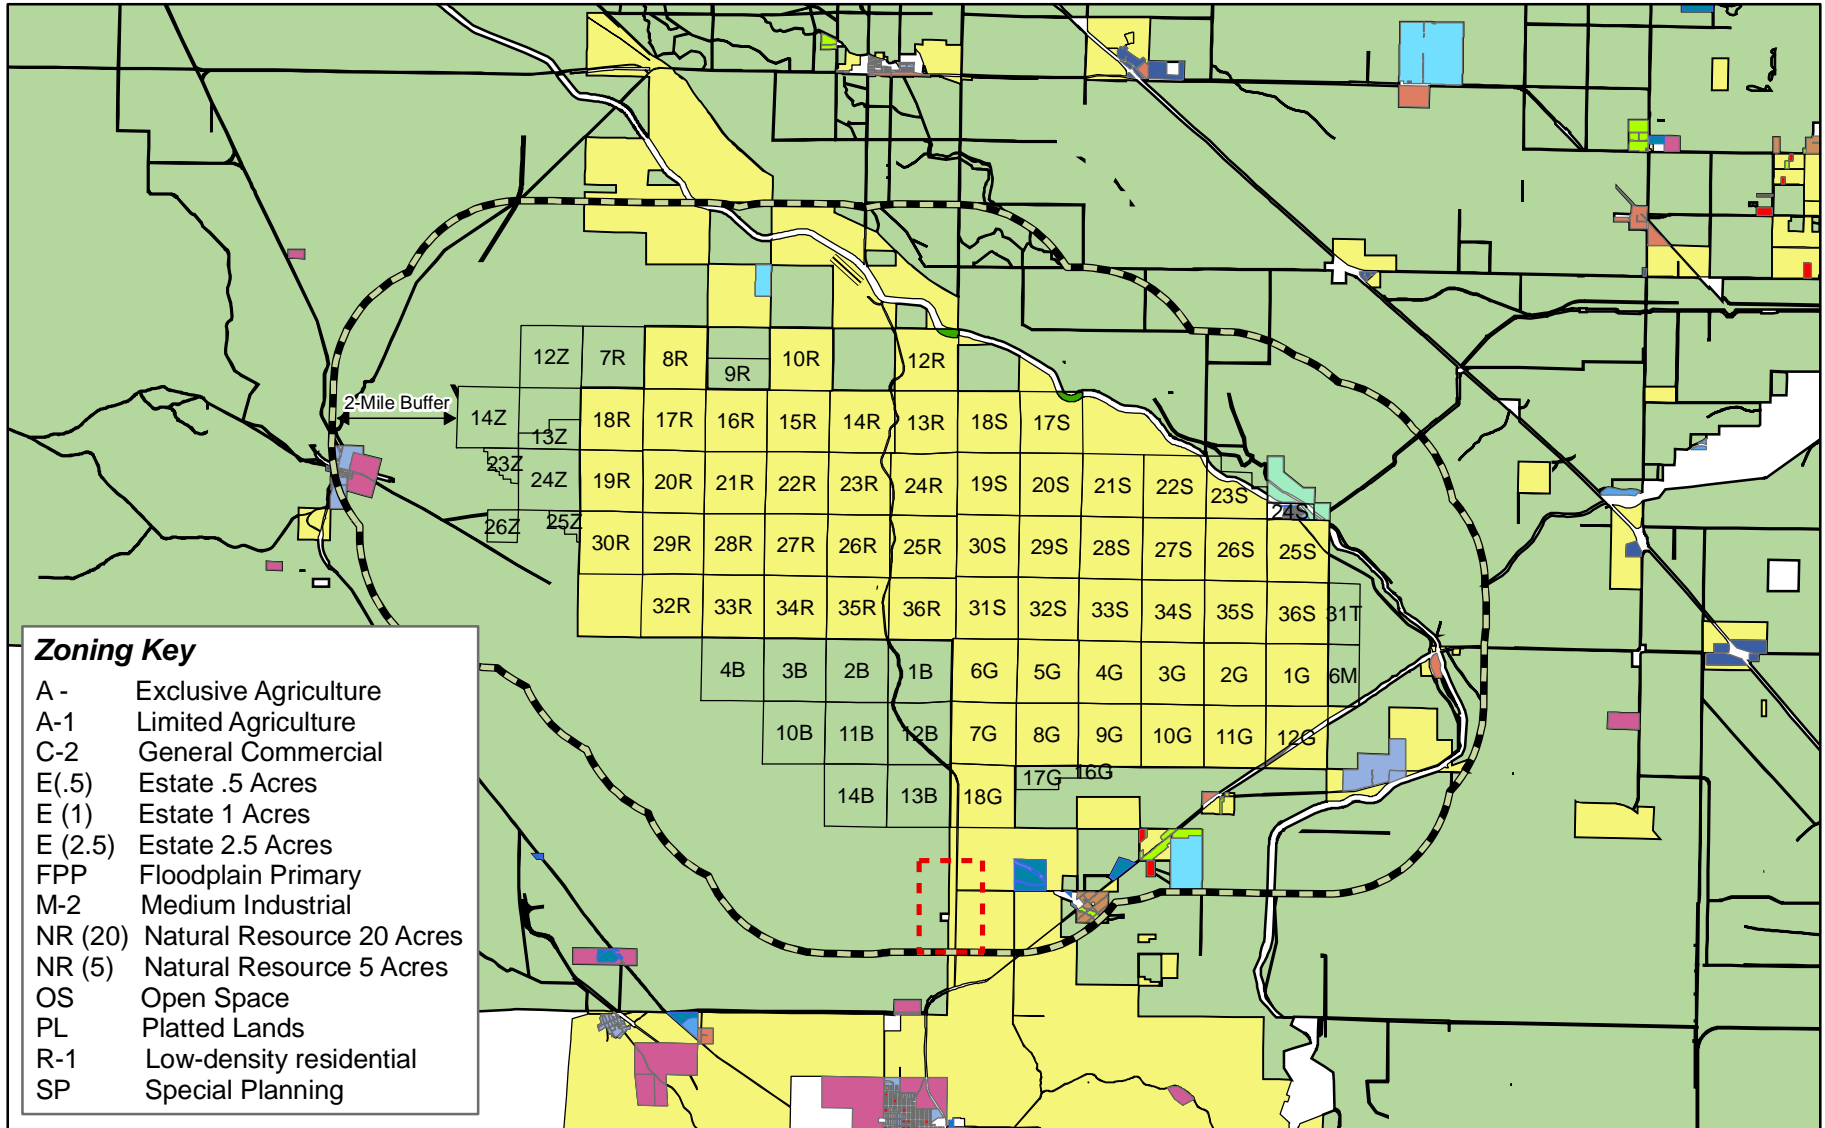 12Z 7R 8R 9R 10R 12R
2-Mile Buffer
14Z 13Z 18R 17R 16R 15R 14R 13R 18S 17S
23Z 24Z 19R 20R 21R 22R 23R 24R 19S 20S 21S 22S 23S 24S
26Z 25Z 30R 29R 28R 27R 26R 25R 30S 29S 28S 27S 26S 25S
32R 33R 34R 35R 36R 31S 32S 33S 34S 35S 36S 31T
4B 3B 2B 1B 6G 5G 4G 3G 2G 1G 6M
10B 11B 12B 7G 8G 9G 10G 11G 12G
14B 13B 18G 17G 16G
Zoning Key
A - Exclusive Agriculture
A-1 Limited Agriculture
C-2 General Commercial
E(.5) Estate .5 Acres
E (1) Estate 1 Acres
E (2.5) Estate 2.5 Acres
FPP Floodplain Primary
M-2 Medium Industrial
NR (20) Natural Resource 20 Acres
NR (5) Natural Resource 5 Acres
OS Open Space
PL Platted Lands
R-1 Low-density residential
SP Special Planning